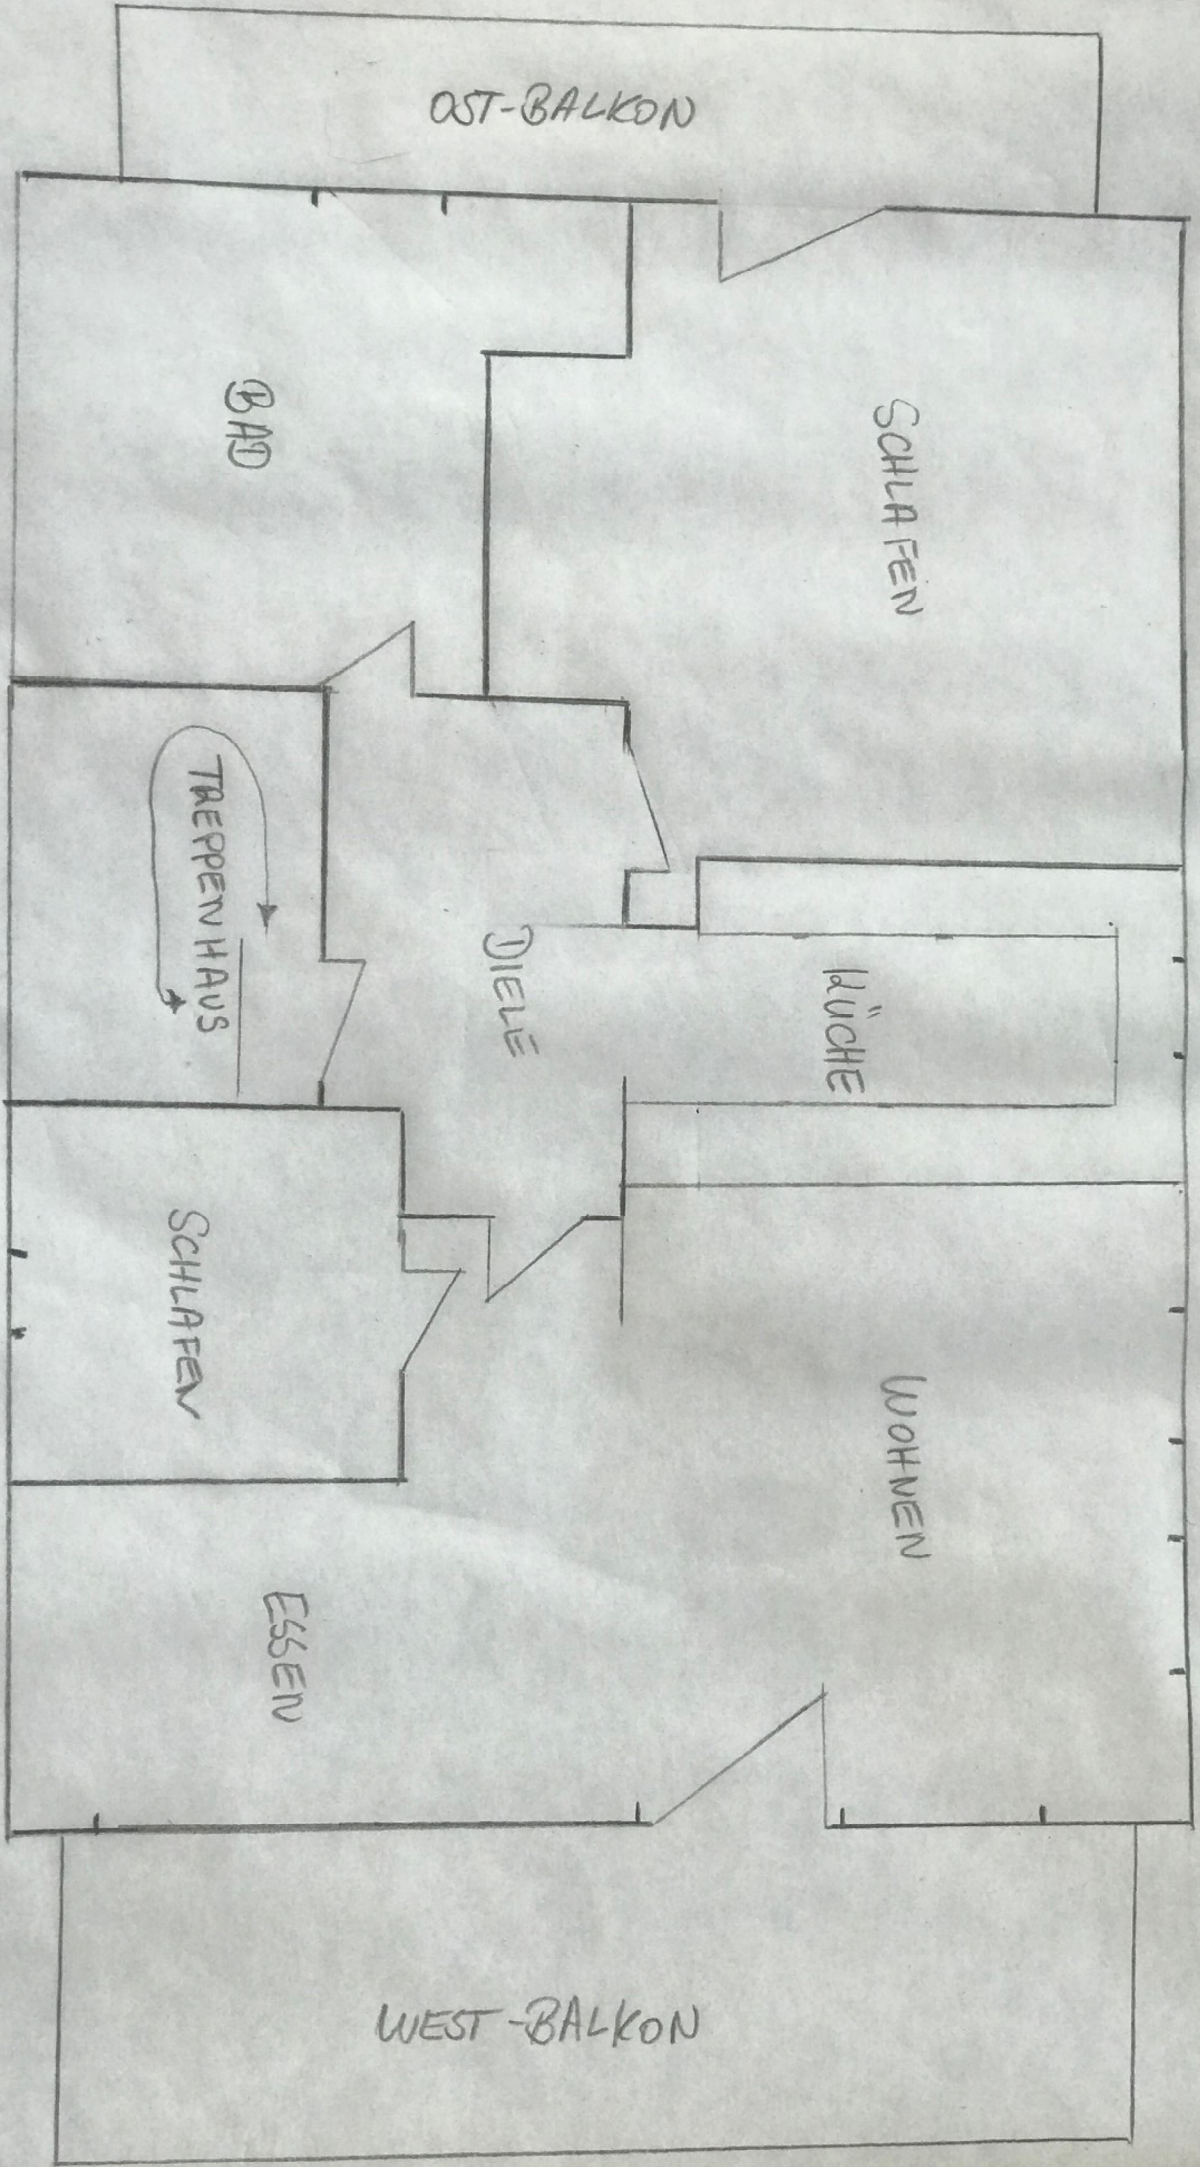 OST-BALKON
BAD
SCHLAFEN
TREPPENHAUS
DIELE
KÜCHE
SCHLAFEN
WOHNEN
ESSEN
WEST-BALKON